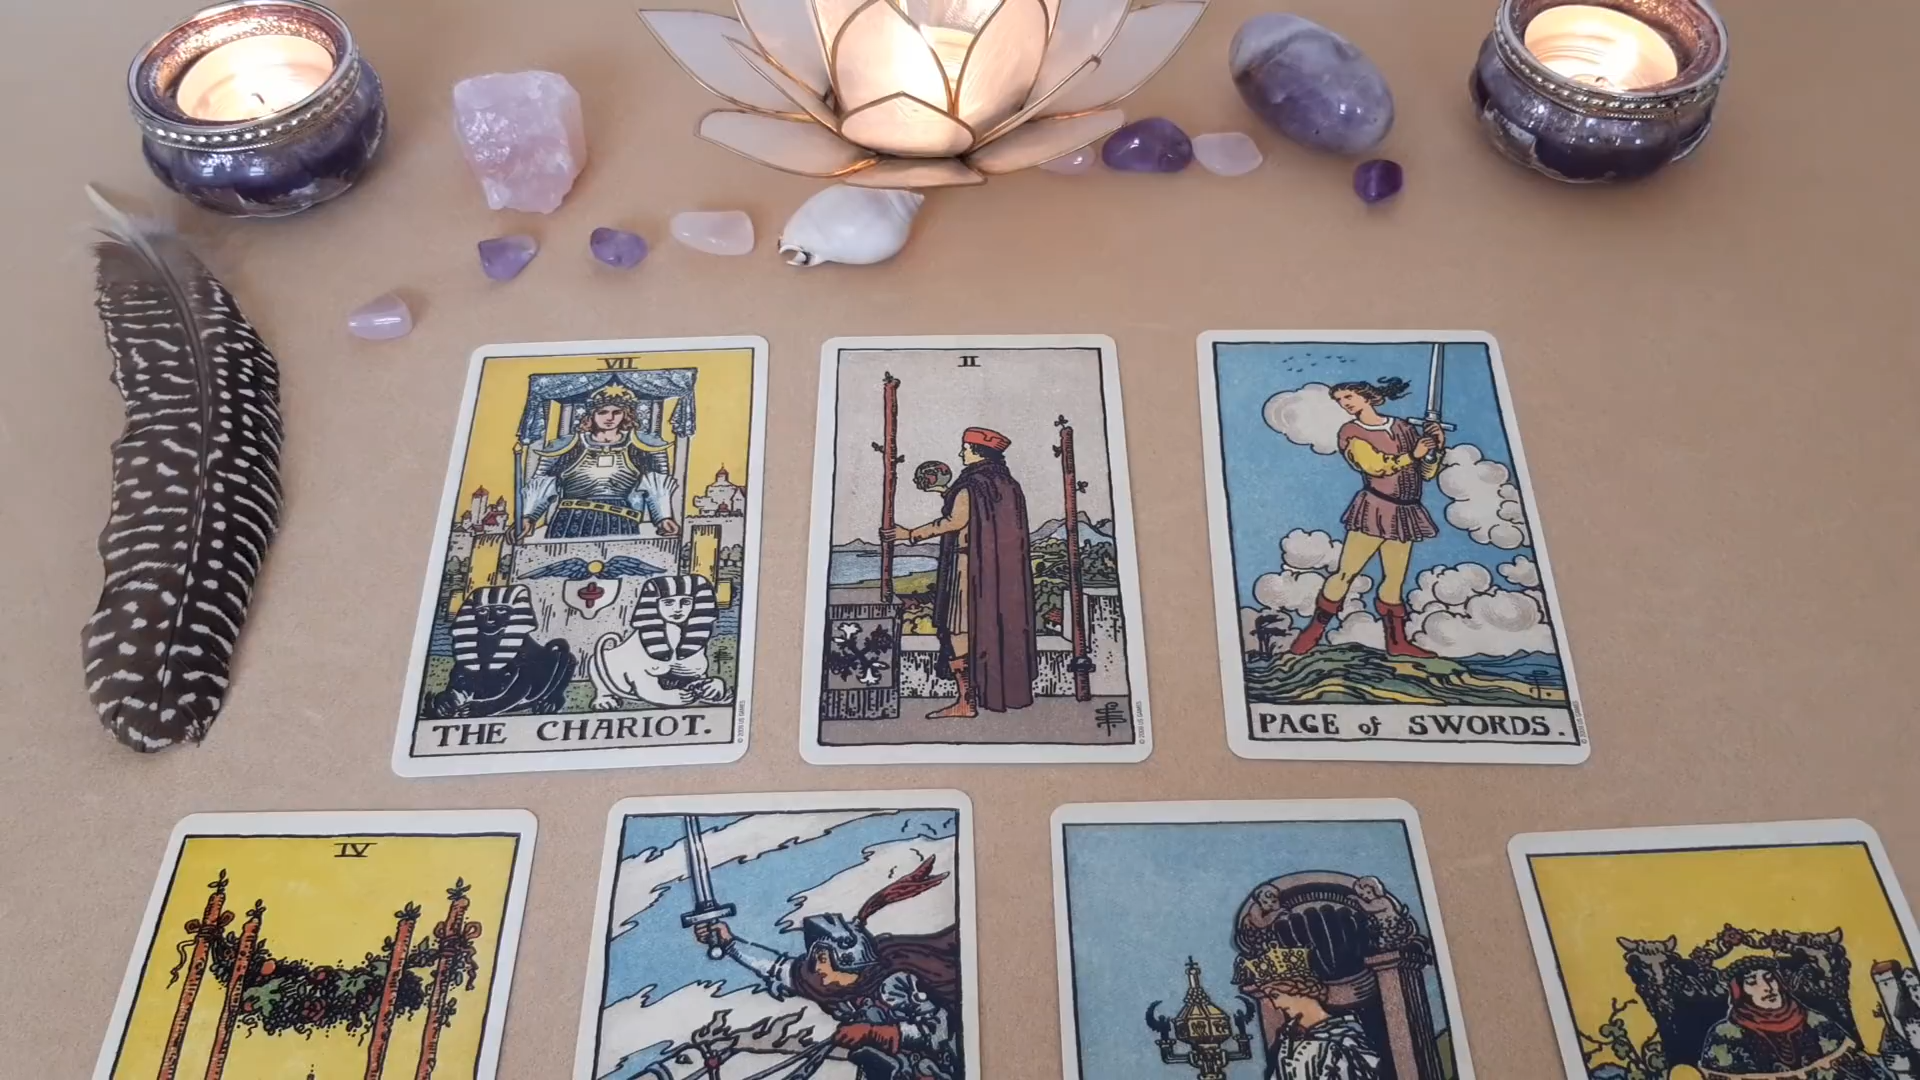 VII
THE CHARIOT.
II
PAGE of SWORDS.
IV